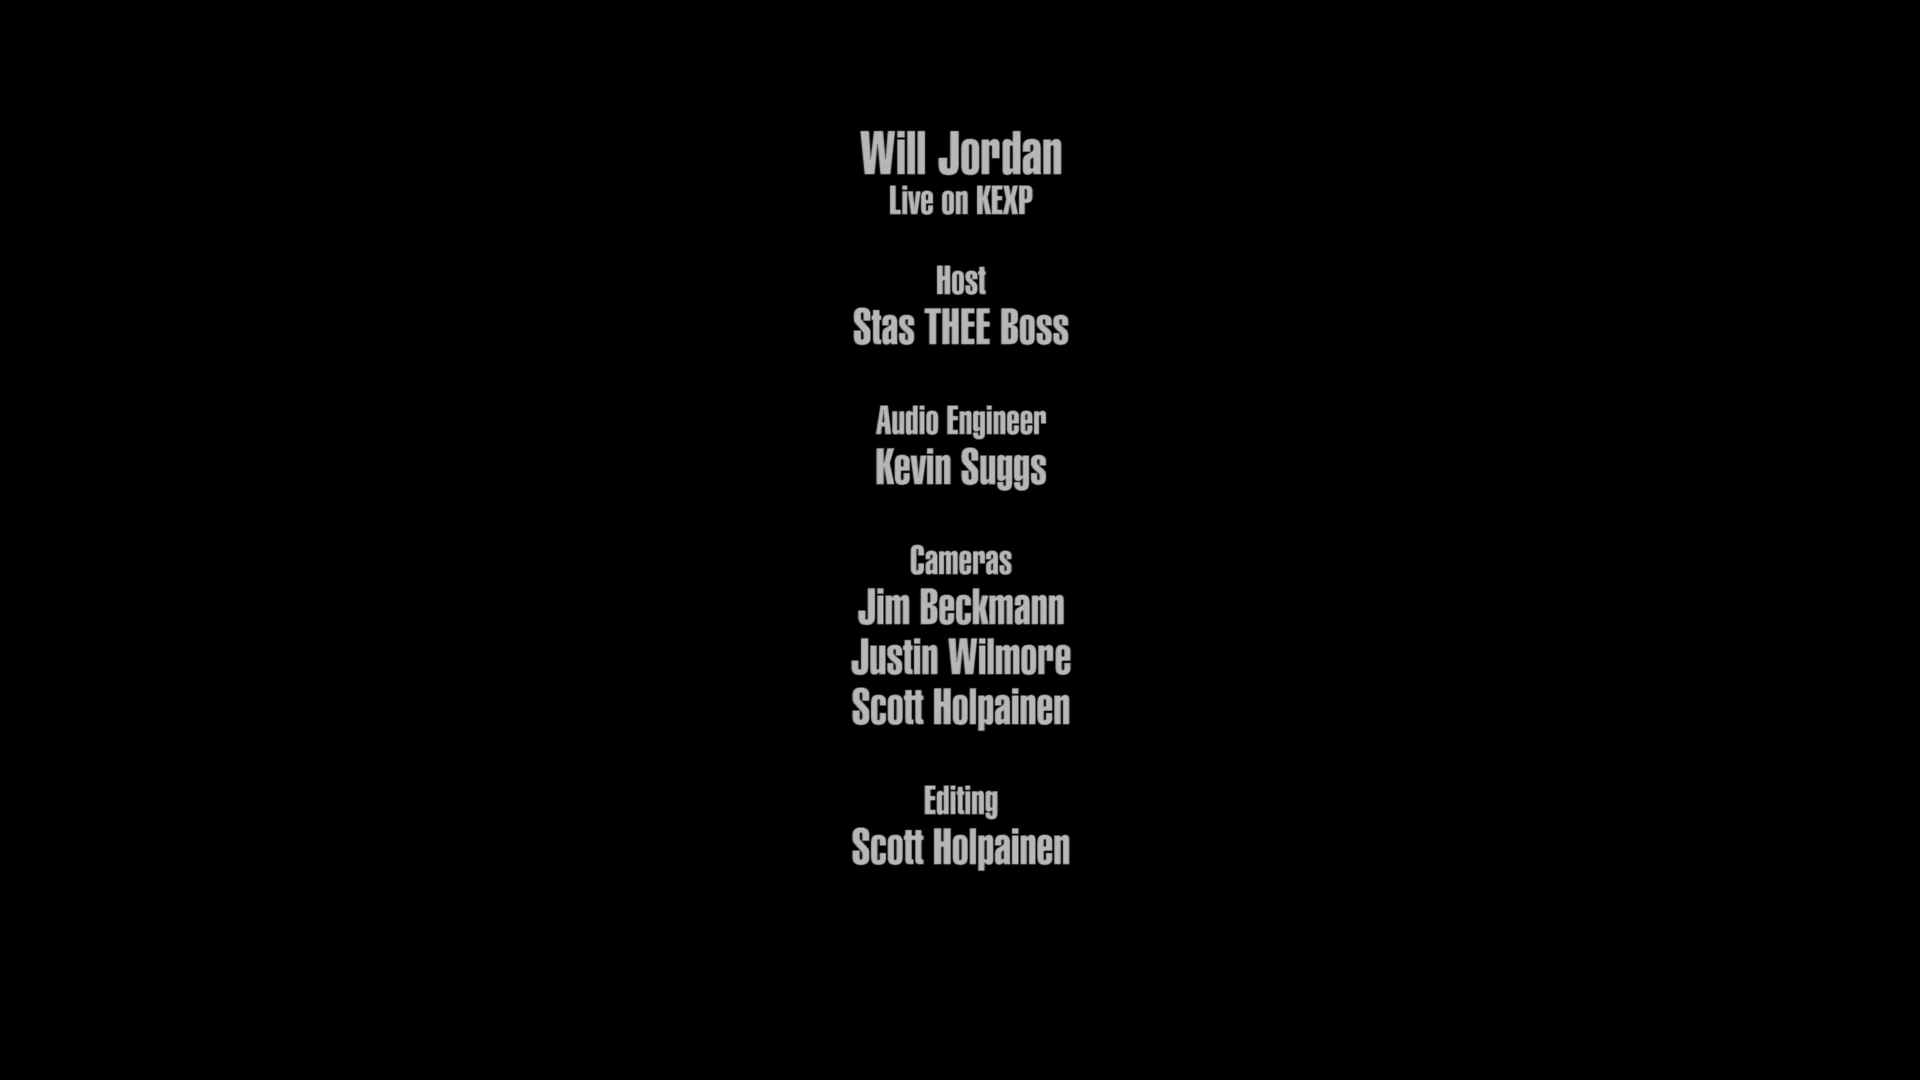 Will Jordan
Live on KEXP
Host
Stas THEE Boss
Audio Engineer
Kevin Suggs
Cameras
Jim Beckmann
Justin Wilmore
Scott Holpainen
Editing
Scott Holpainen